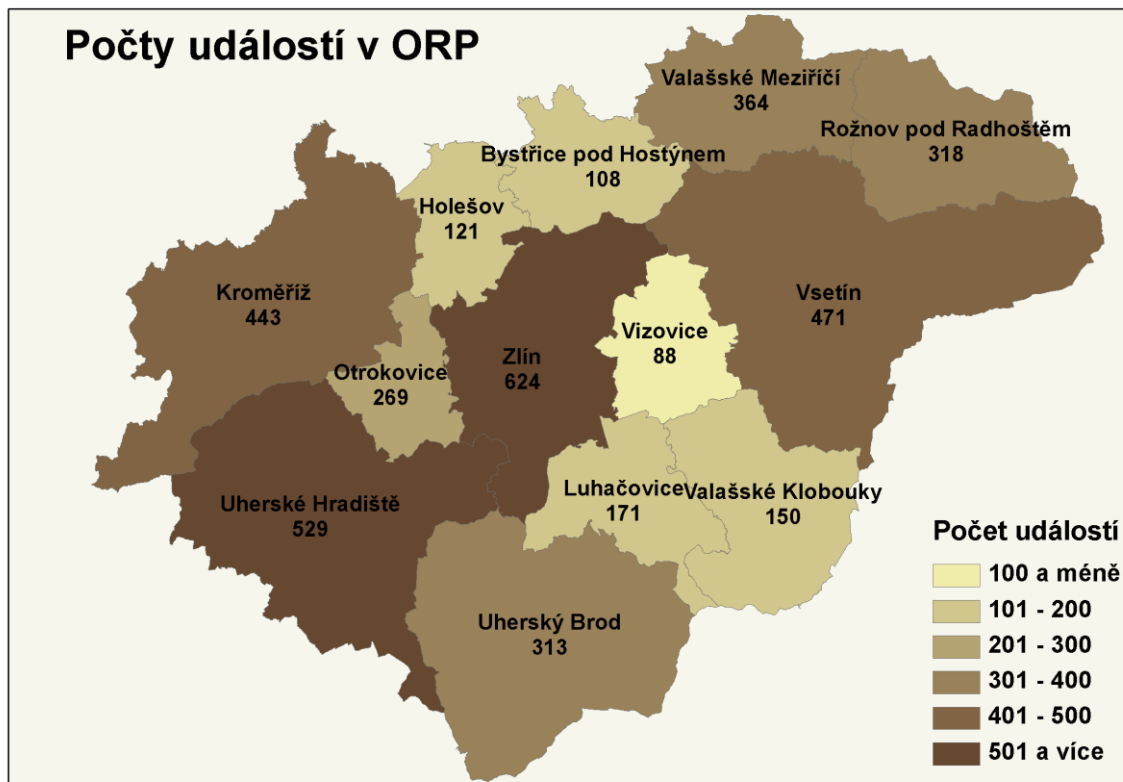 Počty událostí v ORP
Valašské Meziříčí
364
Rožnov pod Radhoštěm
318
Bystřice pod Hostýnem
108
Holešov
121
Kroměříž
443
Vsetín
471
Vizovice
88
Zlín
624
Otrokovice
269
Uherské Hradiště
529
Luhačovice
171
Valašské Klobouky
150
Uherský Brod
313
Počet událostí
100 a méně
101 - 200
201 - 300
301 - 400
401 - 500
501 a více